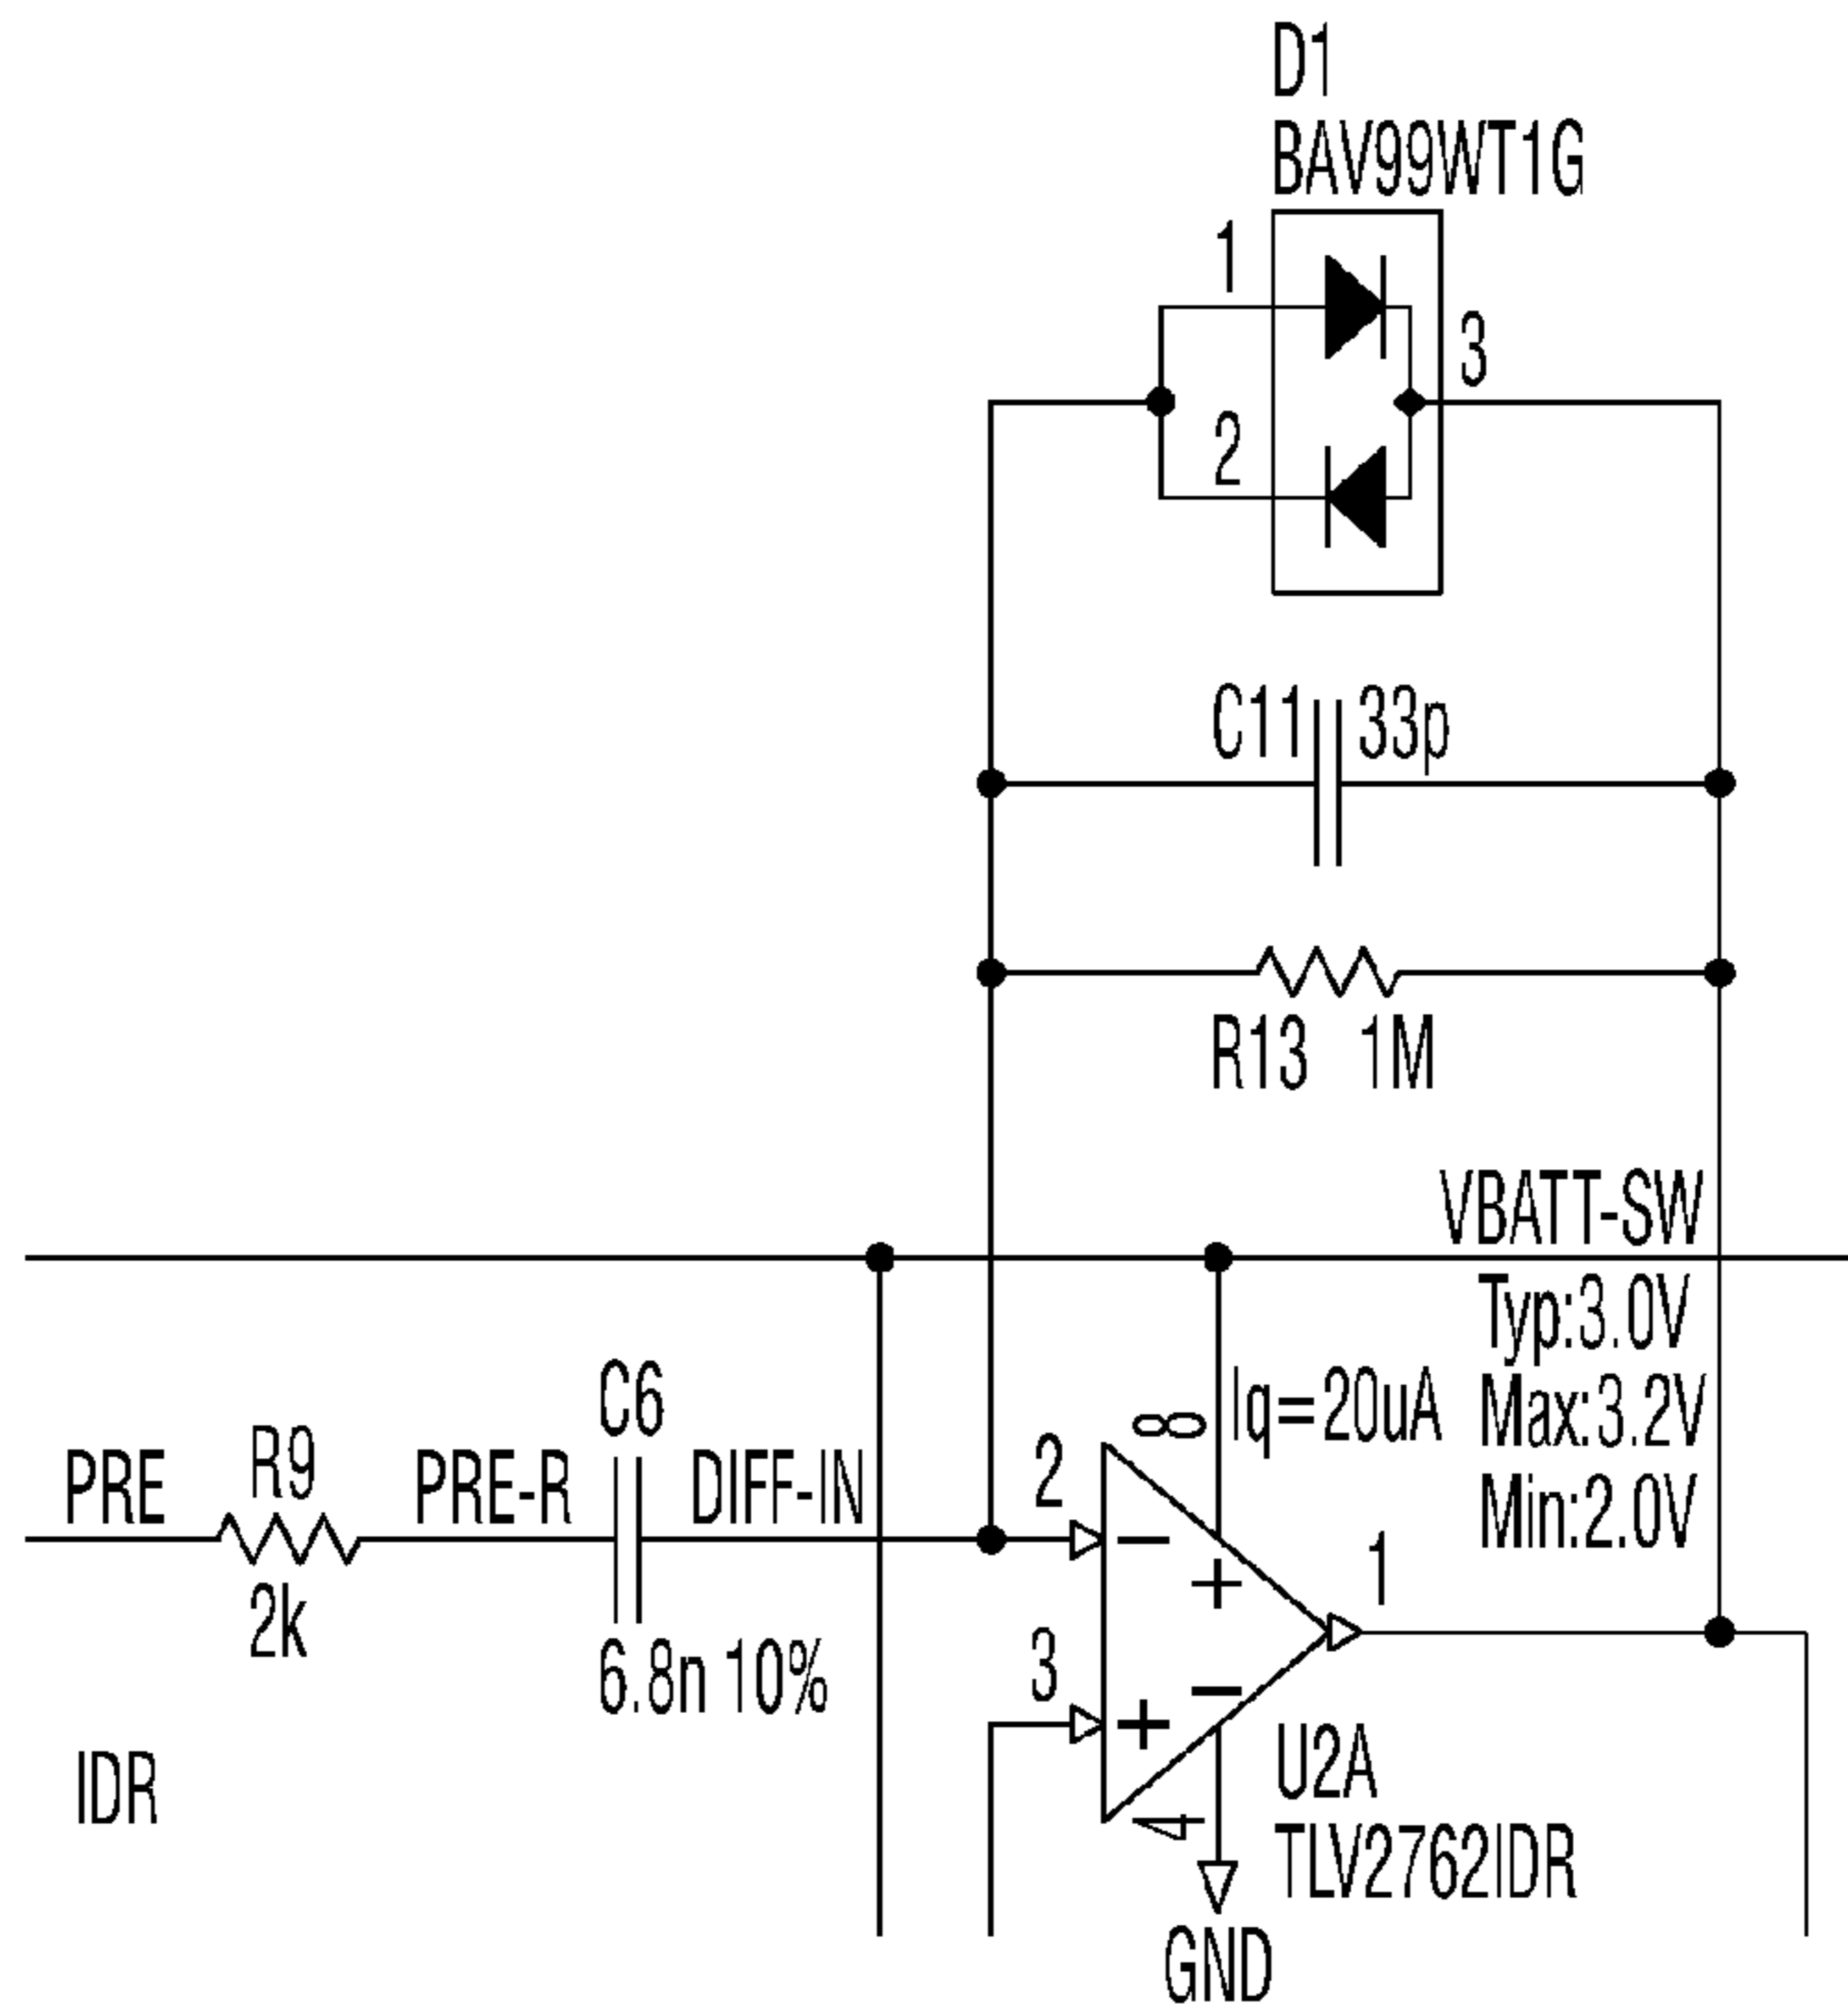 D1
BAV99WT1G
1
3
2
C11 33p
R13 1M
VBATT-SW
Typ:3.0V
Max:3.2V
Min:2.0V
Iq=20uA
8
C6
R9
PRE
PRE-R
DIFF-IN
2
1
2k
6.8n 10%
3
IDR
U2A
TLV2762IDR
4
GND